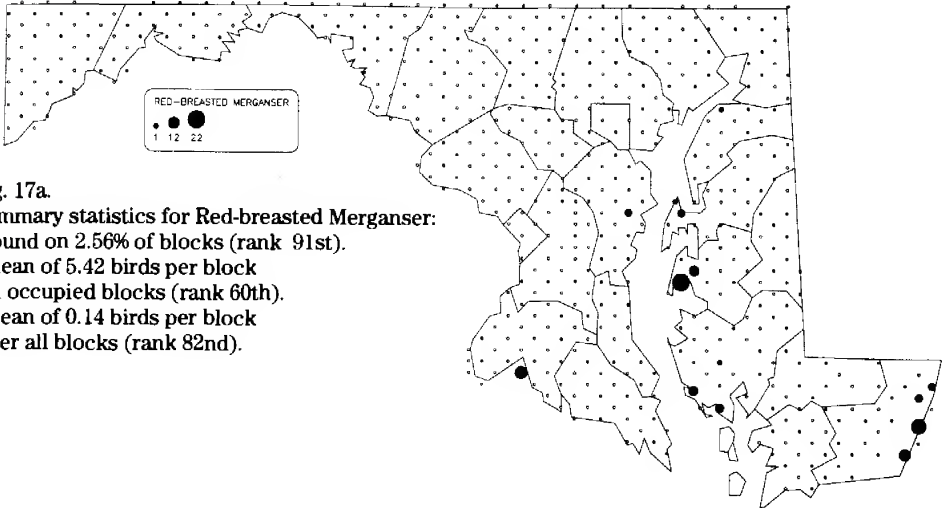 RED-BREASTED MERGANSER
1 12 22
g. 17a.
mmary statistics for Red-breasted Merganser:
ound on 2.56% of blocks (rank 91st).
ean of 5.42 birds per block
occupied blocks (rank 60th).
ean of 0.14 birds per block
er all blocks (rank 82nd).